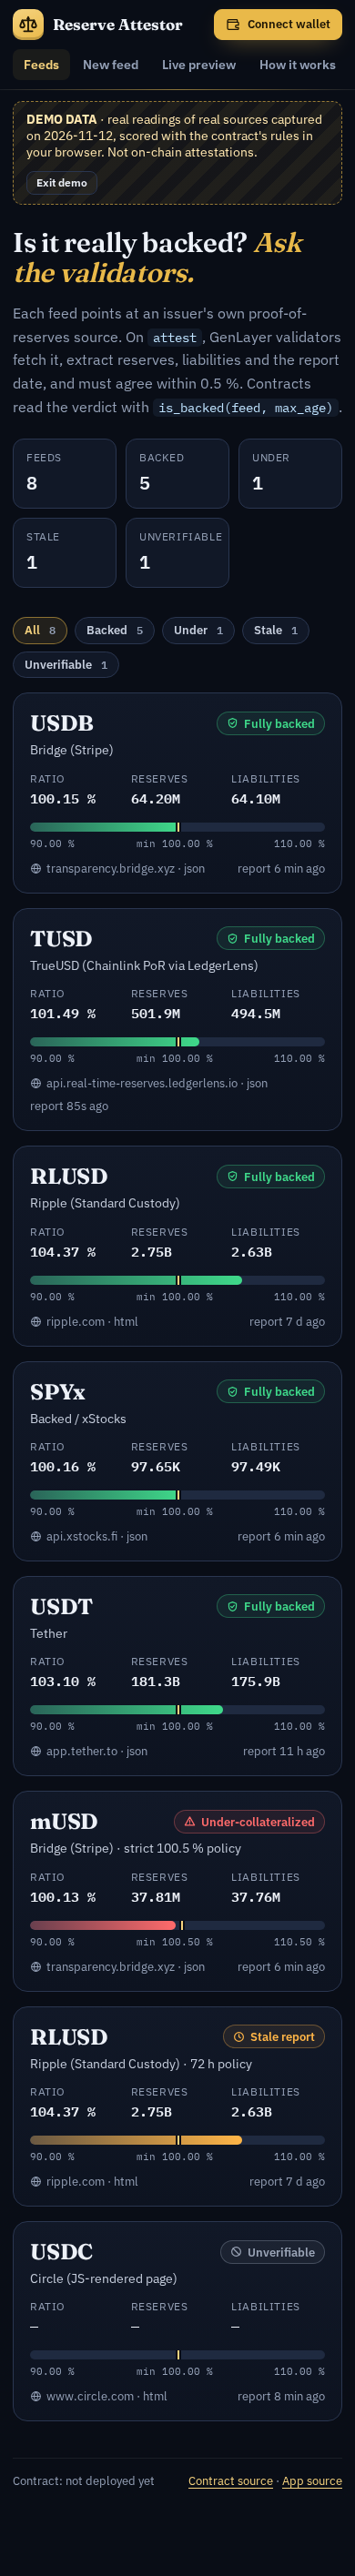 Reserve Attestor
Connect wallet
Feeds New feed Live preview How it works
DEMO DATA · real readings of real sources captured
on 2026-11-12, scored with the contract's rules in
your browser. Not on-chain attestations.
Exit demo
Is it really backed? Ask
the validators.
Each feed points at an issuer's own proof-of-
reserves source. On attest, GenLayer validators
fetch it, extract reserves, liabilities and the report
date, and must agree within 0.5 %. Contracts
read the verdict with is_backed(feed, max_age).
FEEDS BACKED UNDER
8 5 1
STALE UNVERIFIABLE
1 1
All 8 Backed 5 Under 1 Stale 1
Unverifiable 1
USDB Fully backed
Bridge (Stripe)
RATIO RESERVES LIABILITIES
100.15 % 64.20M 64.10M
90.00 % min 100.00 % 110.00 %
transparency.bridge.xyz · json report 6 min ago
TUSD Fully backed
TrueUSD (Chainlink PoR via LedgerLens)
RATIO RESERVES LIABILITIES
101.49 % 501.9M 494.5M
90.00 % min 100.00 % 110.00 %
api.real-time-reserves.ledgerlens.io · json
report 85s ago
RLUSD Fully backed
Ripple (Standard Custody)
RATIO RESERVES LIABILITIES
104.37 % 2.75B 2.63B
90.00 % min 100.00 % 110.00 %
ripple.com · html report 7 d ago
SPYx Fully backed
Backed / xStocks
RATIO RESERVES LIABILITIES
100.16 % 97.65K 97.49K
90.00 % min 100.00 % 110.00 %
api.xstocks.fi · json report 6 min ago
USDT Fully backed
Tether
RATIO RESERVES LIABILITIES
103.10 % 181.3B 175.9B
90.00 % min 100.00 % 110.00 %
app.tether.to · json report 11 h ago
mUSD Under-collateralized
Bridge (Stripe) · strict 100.5 % policy
RATIO RESERVES LIABILITIES
100.13 % 37.81M 37.76M
90.00 % min 100.50 % 110.50 %
transparency.bridge.xyz · json report 6 min ago
RLUSD Stale report
Ripple (Standard Custody) · 72 h policy
RATIO RESERVES LIABILITIES
104.37 % 2.75B 2.63B
90.00 % min 100.00 % 110.00 %
ripple.com · html report 7 d ago
USDC Unverifiable
Circle (JS-rendered page)
RATIO RESERVES LIABILITIES
— — —
90.00 % min 100.00 % 110.00 %
www.circle.com · html report 8 min ago
Contract: not deployed yet Contract source · App source